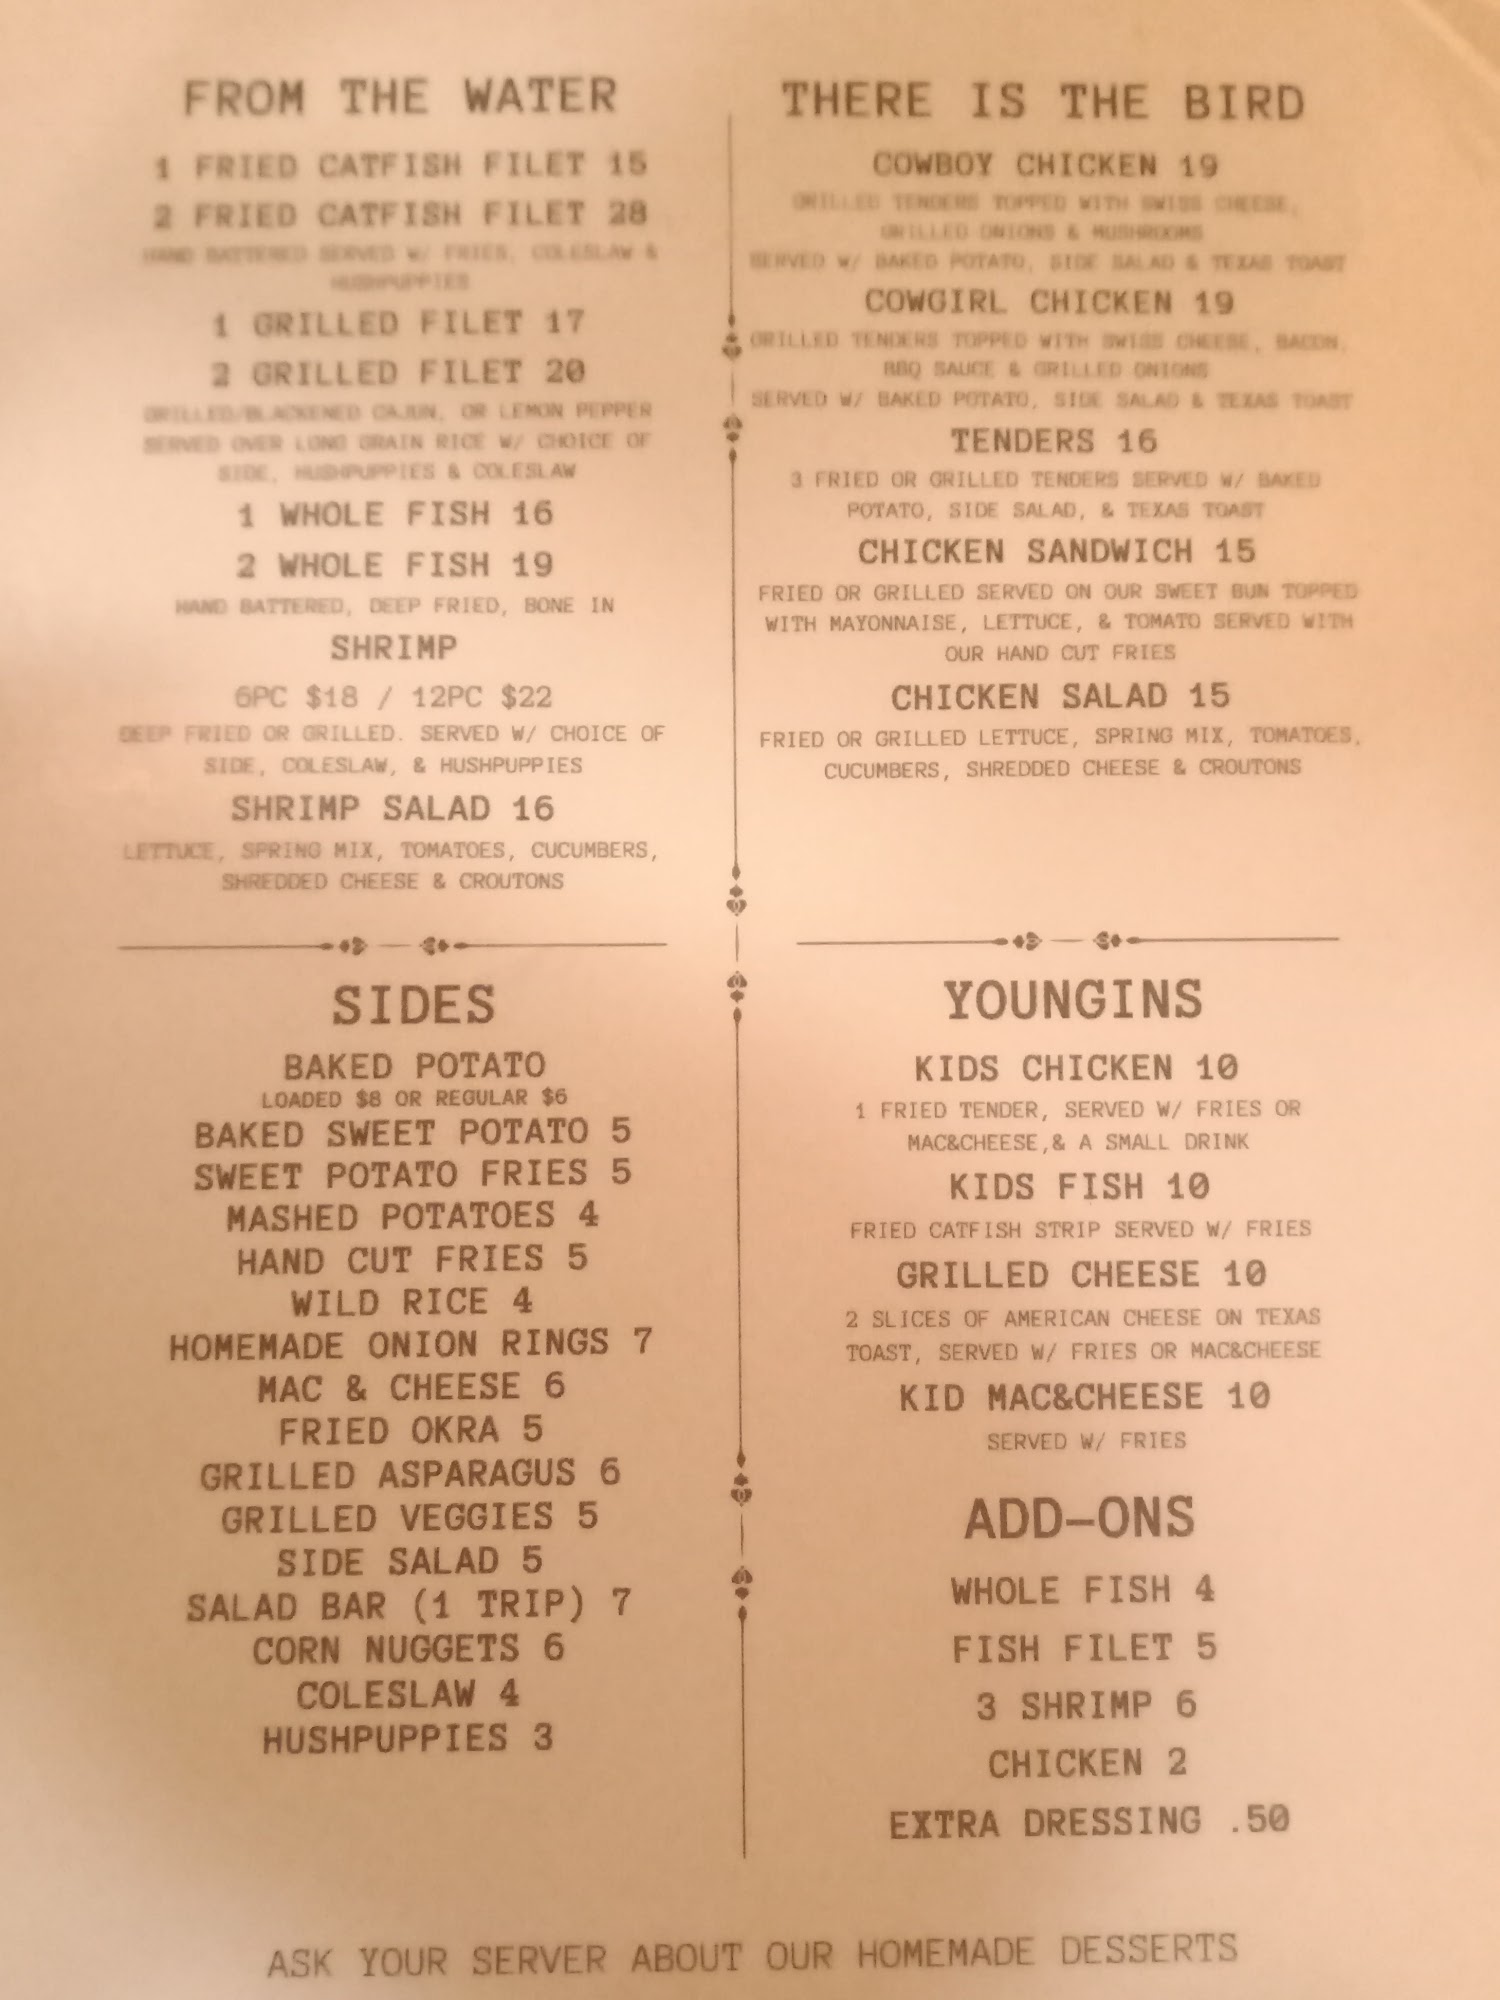 FROM THE WATER
1 FRIED CATFISH FILET 15
2 FRIED CATFISH FILET 28
HAND BATTERED SERVED W/ FRIES, COLESLAW &
HUSHPUPPIES
1 GRILLED FILET 17
2 GRILLED FILET 20
GRILLED/BLACKENED CAJUN, OR LEMON PEPPER
SERVED OVER LONG GRAIN RICE W/ CHOICE OF
SIDE, HUSHPUPPIES & COLESLAW
1 WHOLE FISH 16
2 WHOLE FISH 19
HAND BATTERED, DEEP FRIED, BONE IN
SHRIMP
6PC $18 / 12PC $22
DEEP FRIED OR GRILLED. SERVED W/ CHOICE OF
SIDE, COLESLAW, & HUSHPUPPIES
SHRIMP SALAD 16
LETTUCE, SPRING MIX, TOMATOES, CUCUMBERS,
SHREDDED CHEESE & CROUTONS
THERE IS THE BIRD
COWBOY CHICKEN 19
GRILLED TENDERS TOPPED WITH SWISS CHEESE,
GRILLED ONIONS & MUSHROOMS
SERVED W/ BAKED POTATO, SIDE SALAD & TEXAS TOAST
COWGIRL CHICKEN 19
GRILLED TENDERS TOPPED WITH SWISS CHEESE, BACON,
BBQ SAUCE & GRILLED ONIONS
SERVED W/ BAKED POTATO, SIDE SALAD & TEXAS TOAST
TENDERS 16
3 FRIED OR GRILLED TENDERS SERVED W/ BAKED
POTATO, SIDE SALAD, & TEXAS TOAST
CHICKEN SANDWICH 15
FRIED OR GRILLED SERVED ON OUR SWEET BUN TOPPED
WITH MAYONNAISE, LETTUCE, & TOMATO SERVED WITH
OUR HAND CUT FRIES
CHICKEN SALAD 15
FRIED OR GRILLED LETTUCE, SPRING MIX, TOMATOES,
CUCUMBERS, SHREDDED CHEESE & CROUTONS
SIDES
BAKED POTATO
LOADED $8 OR REGULAR $6
BAKED SWEET POTATO 5
SWEET POTATO FRIES 5
MASHED POTATOES 4
HAND CUT FRIES 5
WILD RICE 4
HOMEMADE ONION RINGS 7
MAC & CHEESE 6
FRIED OKRA 5
GRILLED ASPARAGUS 6
GRILLED VEGGIES 5
SIDE SALAD 5
SALAD BAR (1 TRIP) 7
CORN NUGGETS 6
COLESLAW 4
HUSHPUPPIES 3
YOUNGINS
KIDS CHICKEN 10
1 FRIED TENDER, SERVED W/ FRIES OR
MAC&CHEESE,& A SMALL DRINK
KIDS FISH 10
FRIED CATFISH STRIP SERVED W/ FRIES
GRILLED CHEESE 10
2 SLICES OF AMERICAN CHEESE ON TEXAS
TOAST, SERVED W/ FRIES OR MAC&CHEESE
KID MAC&CHEESE 10
SERVED W/ FRIES
ADD-ONS
WHOLE FISH 4
FISH FILET 5
3 SHRIMP 6
CHICKEN 2
EXTRA DRESSING .50
ASK YOUR SERVER ABOUT OUR HOMEMADE DESSERTS